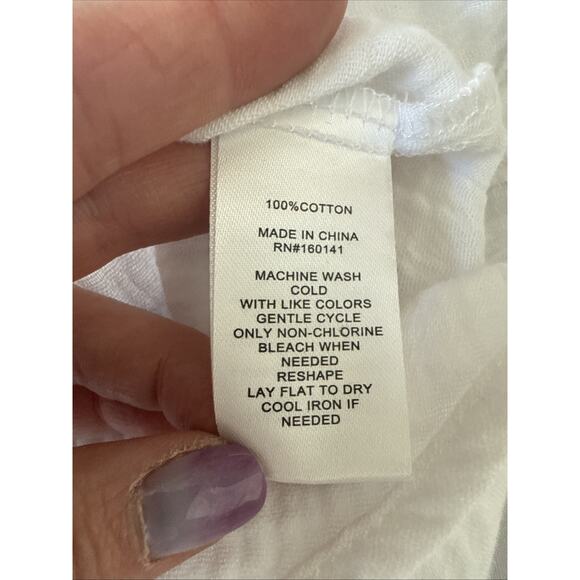 100%COTTON
MADE IN CHINA
RN#160141
MACHINE WASH
COLD
WITH LIKE COLORS
GENTLE CYCLE
ONLY NON-CHLORINE
BLEACH WHEN
NEEDED
RESHAPE
LAY FLAT TO DRY
COOL IRON IF
NEEDED